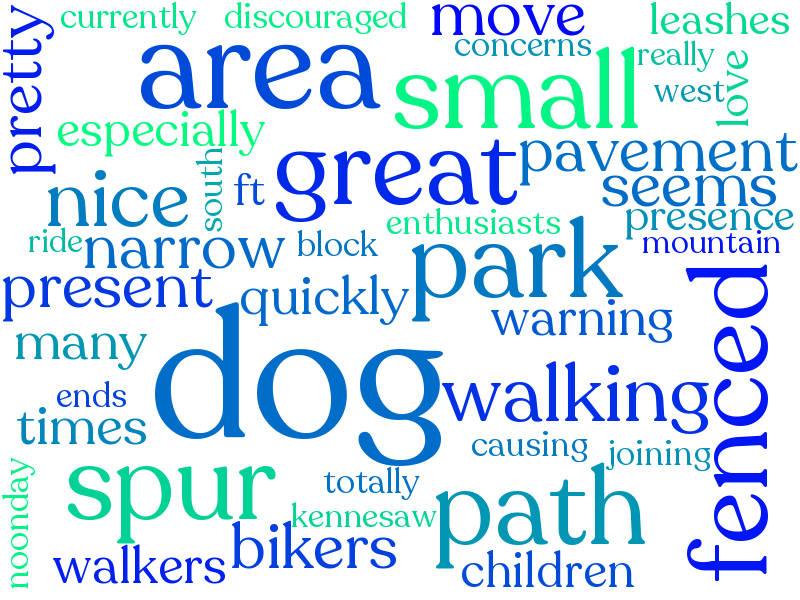 currently
discouraged
move
leashes
pretty
area
concerns
really
love
small
west
especially
great
pavement
nice
south
ft
seems
enthusiasts
presence
ride
narrow
block
park
mountain
present
quickly
fenced
many
dog
warning
ends
walking
times
causing
joining
noonday
spur
totally
path
kennesaw
walkers
bikers
children